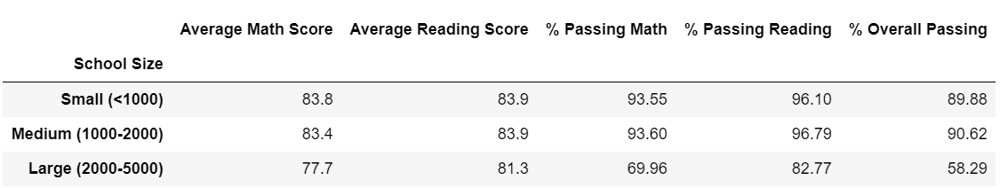 Average Math Score Average Reading Score % Passing Math % Passing Reading % Overall Passing
School Size
Small (<1000) 83.8 83.9 93.55 96.10 89.88
Medium (1000-2000) 83.4 83.9 93.60 96.79 90.62
Large (2000-5000) 77.7 81.3 69.96 82.77 58.29